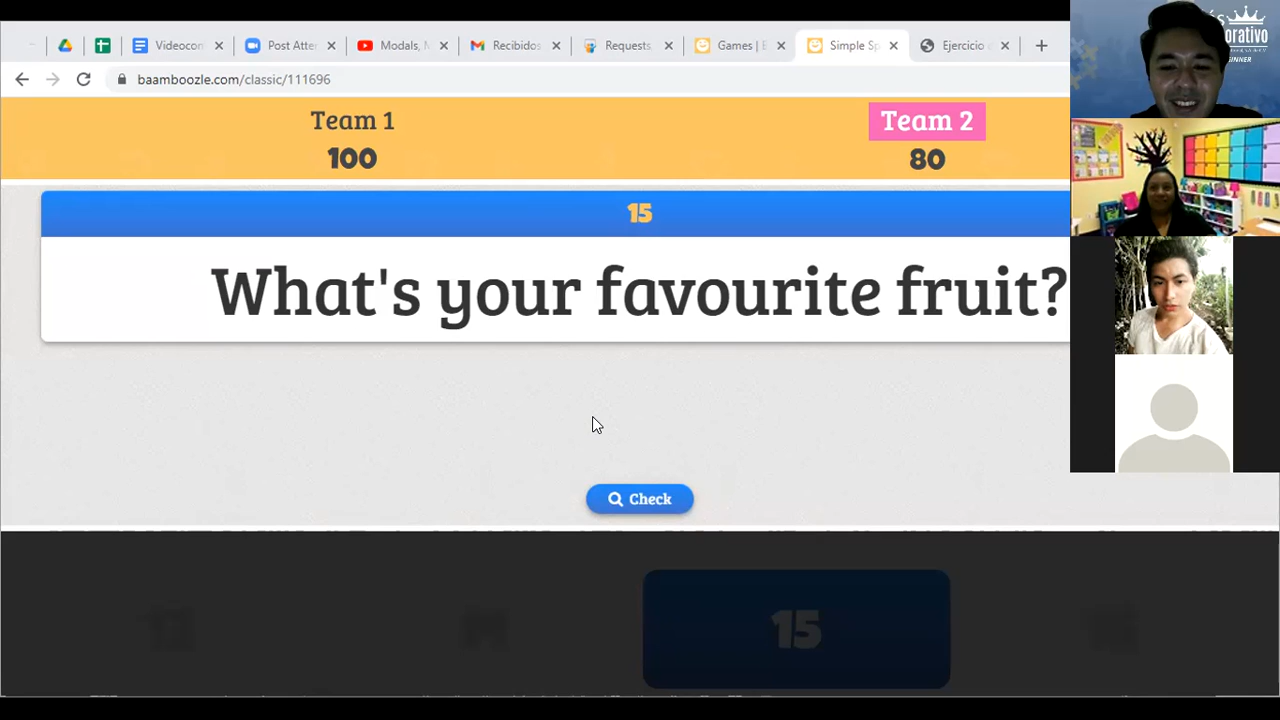 Videocon
Post Atter
Modals, M
Recibidos
Requests,
Games | B
Simple Sp
Ejercicio c
baamboozle.com/classic/111696
Team 1
Team 2
100
80
15
What's your favourite fruit?
Check
15
orativo